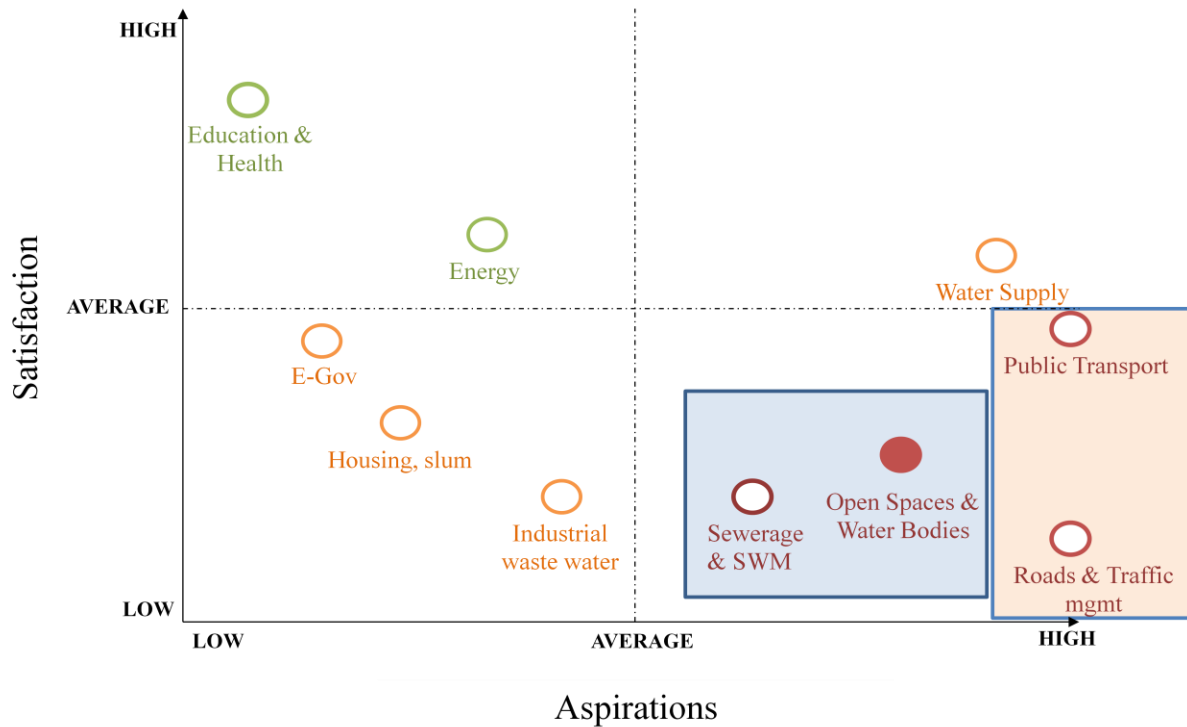 HIGH
Education &
Health
Energy
Water Supply
AVERAGE
Satisfaction
E-Gov
Public Transport
Housing, slum
Industrial
waste water
Sewerage
& SWM
Open Spaces &
Water Bodies
Roads & Traffic
mgmt
LOW
LOW
AVERAGE
HIGH
Aspirations